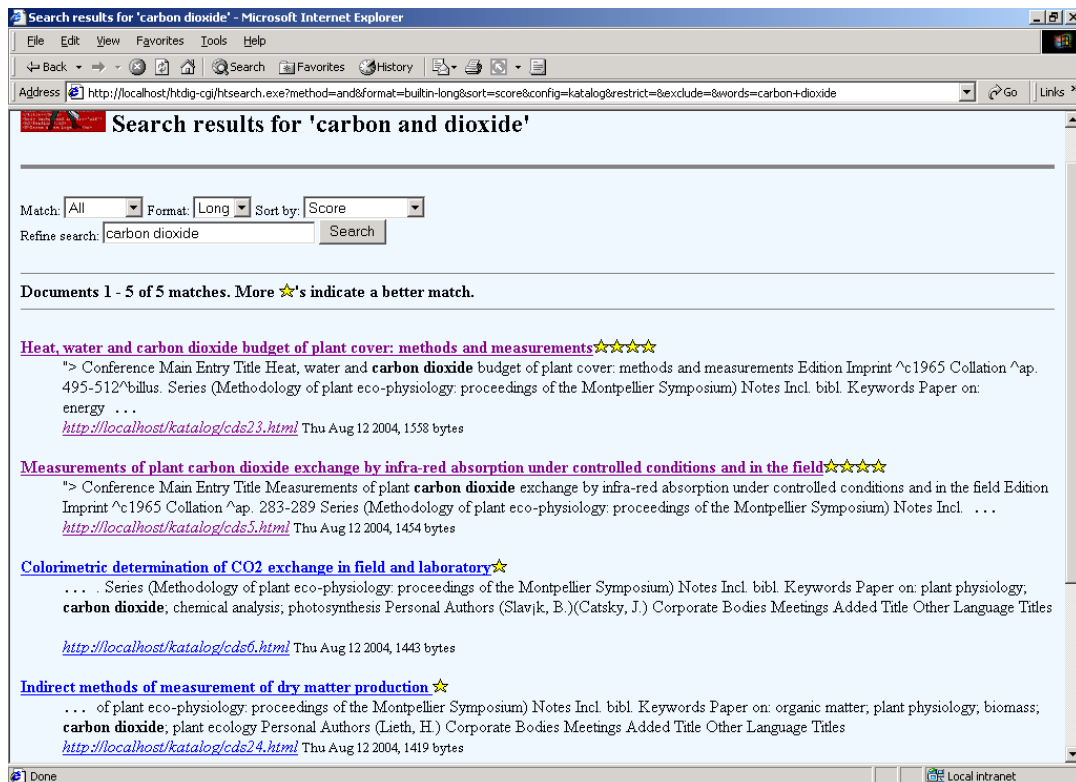 Search results for 'carbon dioxide' - Microsoft Internet Explorer
File Edit View Favorites Tools Help
Back Search Favorites History
Address http://localhost/htdig-cgi/htsearch.exe?method=and&format=builtin-long&sort=score&config=katalog&restrict=&exclude=&words=carbon+dioxide Go Links »
Search results for 'carbon and dioxide'
Match: All Format: Long Sort by: Score
Refine search: carbon dioxide Search
Documents 1 - 5 of 5 matches. More 's indicate a better match.
Heat, water and carbon dioxide budget of plant cover: methods and measurements
"> Conference Main Entry Title Heat, water and carbon dioxide budget of plant cover: methods and measurements Edition Imprint ^c1965 Collation ^ap.
495-512^billus. Series (Methodology of plant eco-physiology: proceedings of the Montpellier Symposium) Notes Incl. bibl. Keywords Paper on:
energy ...
http://localhost/katalog/cds23.html Thu Aug 12 2004, 1558 bytes
Measurements of plant carbon dioxide exchange by infra-red absorption under controlled conditions and in the field
"> Conference Main Entry Title Measurements of plant carbon dioxide exchange by infra-red absorption under controlled conditions and in the field Edition
Imprint ^c1965 Collation ^ap. 283-289 Series (Methodology of plant eco-physiology: proceedings of the Montpellier Symposium) Notes Incl. ...
http://localhost/katalog/cds5.html Thu Aug 12 2004, 1454 bytes
Colorimetric determination of CO2 exchange in field and laboratory
... . Series (Methodology of plant eco-physiology: proceedings of the Montpellier Symposium) Notes Incl. bibl. Keywords Paper on: plant physiology;
carbon dioxide; chemical analysis; photosynthesis Personal Authors (Slav¡k, B.)(Catsky, J.) Corporate Bodies Meetings Added Title Other Language Titles
http://localhost/katalog/cds6.html Thu Aug 12 2004, 1443 bytes
Indirect methods of measurement of dry matter production
... of plant eco-physiology: proceedings of the Montpellier Symposium) Notes Incl. bibl. Keywords Paper on: organic matter; plant physiology; biomass;
carbon dioxide; plant ecology Personal Authors (Lieth, H.) Corporate Bodies Meetings Added Title Other Language Titles
http://localhost/katalog/cds24.html Thu Aug 12 2004, 1419 bytes
Done Local intranet